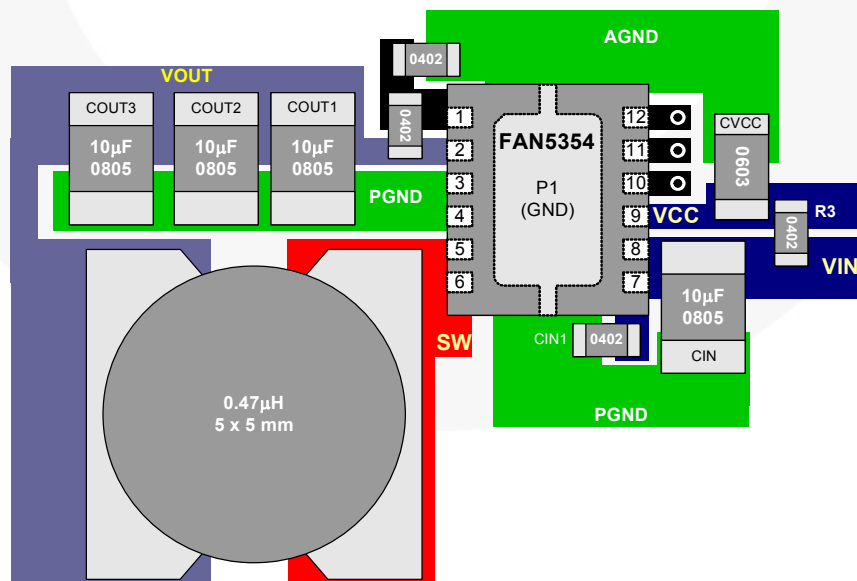 AGND
0402
VOUT
COUT3
COUT2
COUT1
10µF
0805
10µF
0805
10µF
0805
0402
PGND
1
2
3
4
5
6
FAN5354
P1
(GND)
12
11
10
9
8
7
CVCC
0603
VCC
R3
0402
VIN
10µF
0805
CIN
CIN1
0402
PGND
SW
0.47µH
5 x 5 mm